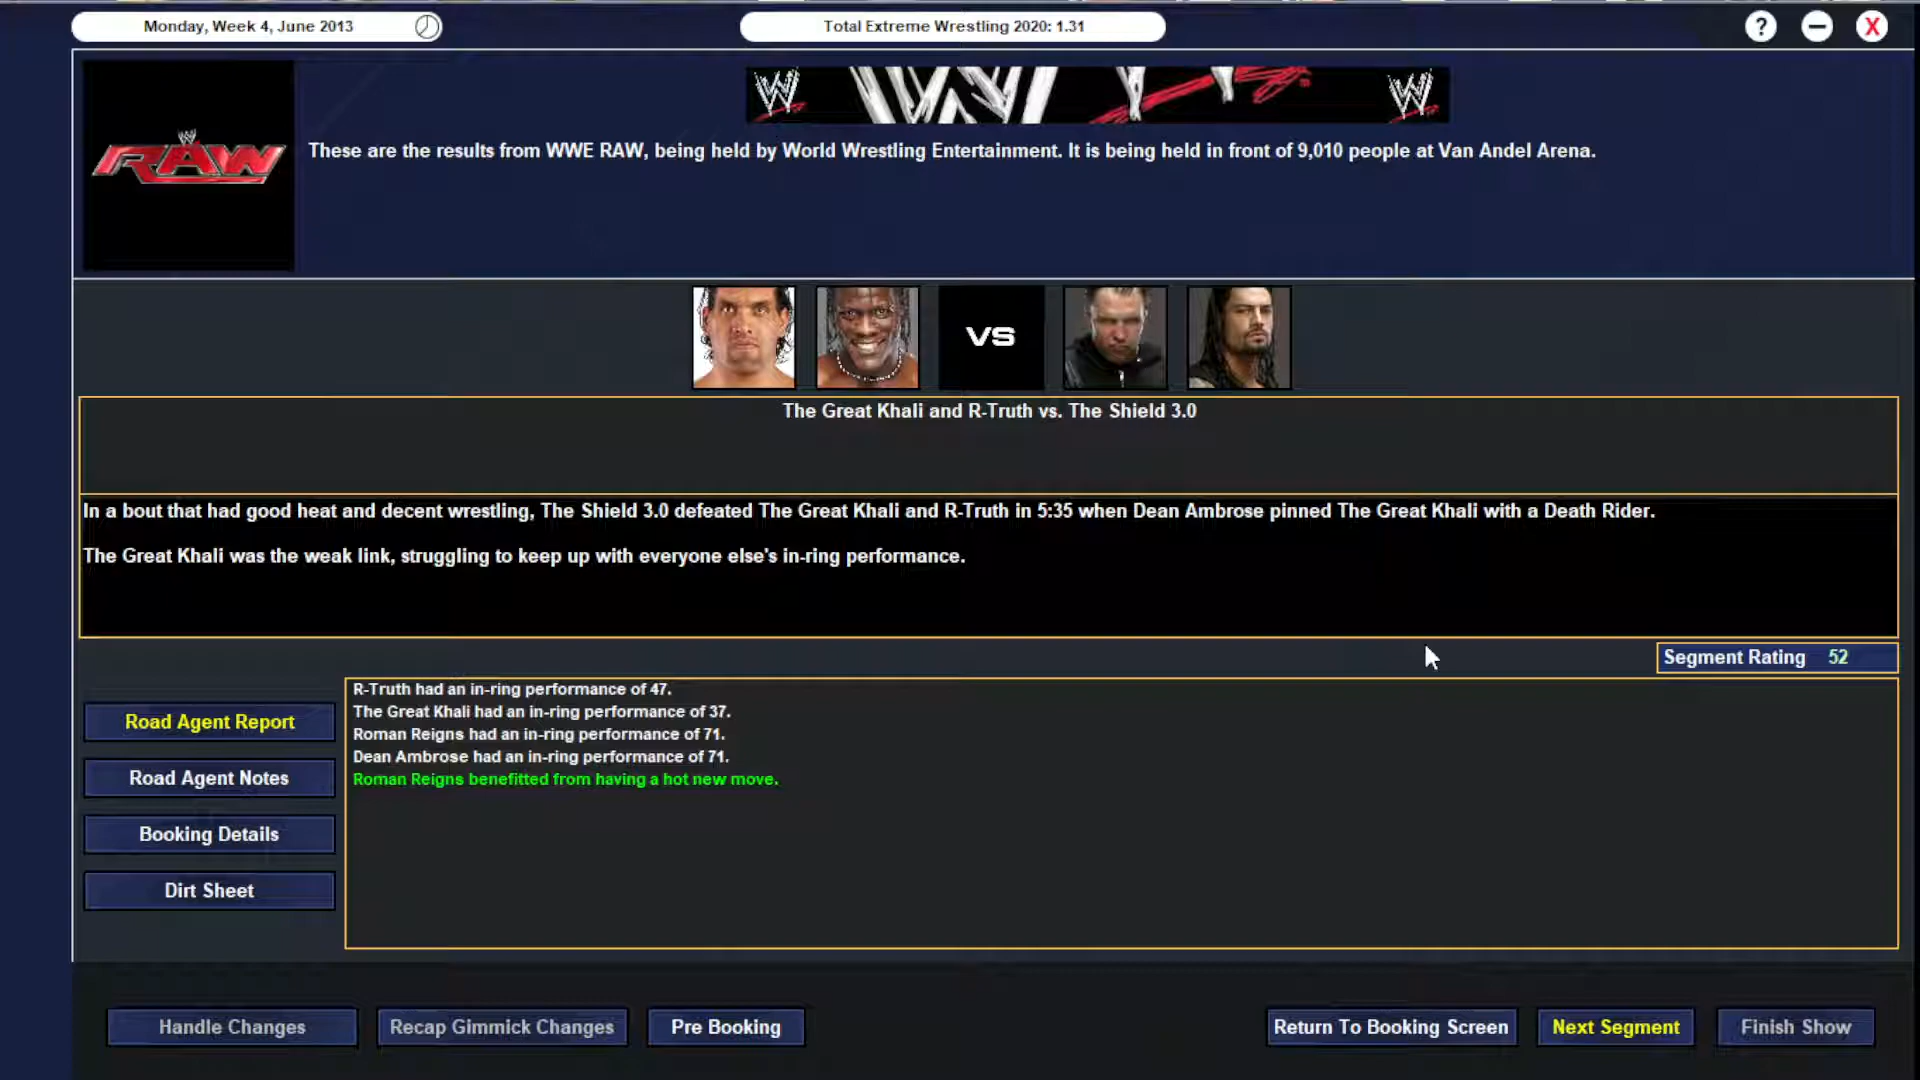 Monday, Week 4, June 2013
Total Extreme Wrestling 2020: 1.31
?
X
RAW
These are the results from WWE RAW, being held by World Wrestling Entertainment. It is being held in front of 9,010 people at Van Andel Arena.
VS
The Great Khali and R-Truth vs. The Shield 3.0
In a bout that had good heat and decent wrestling, The Shield 3.0 defeated The Great Khali and R-Truth in 5:35 when Dean Ambrose pinned The Great Khali with a Death Rider.
The Great Khali was the weak link, struggling to keep up with everyone else's in-ring performance.
Segment Rating 52
Road Agent Report
Road Agent Notes
Booking Details
Dirt Sheet
R-Truth had an in-ring performance of 47.
The Great Khali had an in-ring performance of 37.
Roman Reigns had an in-ring performance of 71.
Dean Ambrose had an in-ring performance of 71.
Roman Reigns benefitted from having a hot new move.
Handle Changes
Recap Gimmick Changes
Pre Booking
Return To Booking Screen
Next Segment
Finish Show